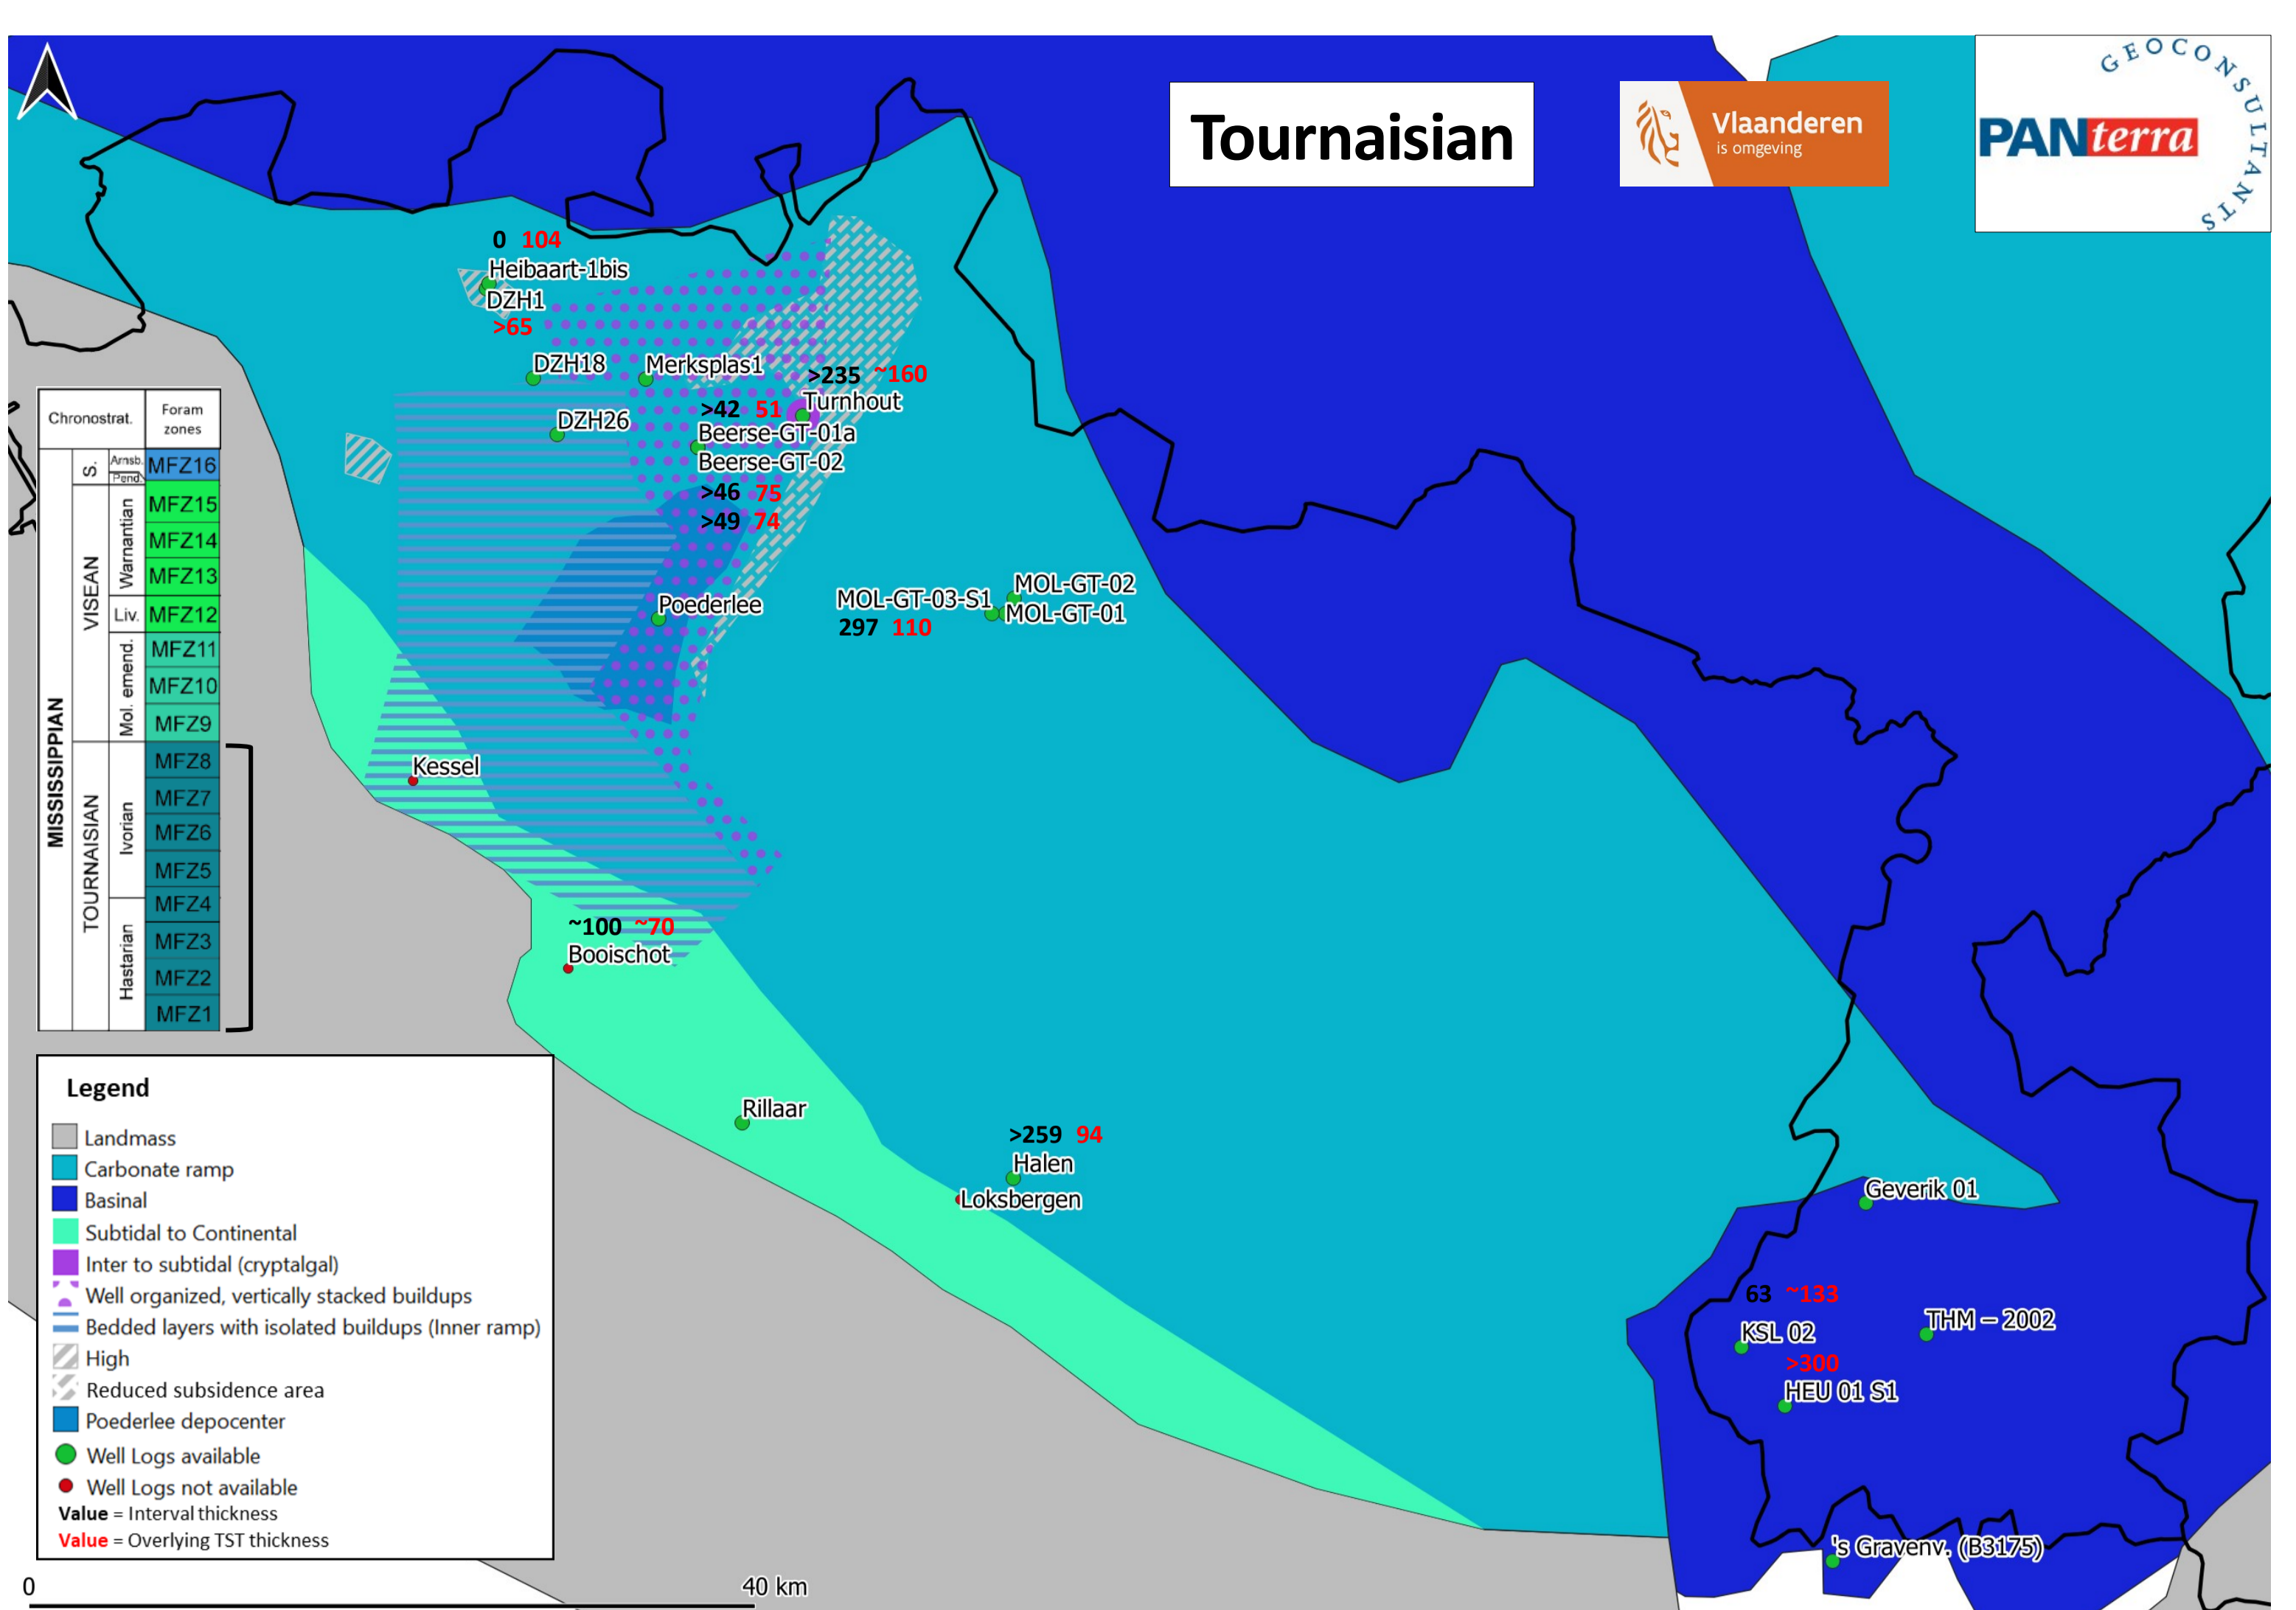 Tournaisian
Vlaanderen
is omgeving
GEOCONSULTANTS
PANterra
0 104
Heibaart-1bis
DZH1
>65
DZH18
Merksplas1
>235 ~160
Turnhout
>42 51
DZH26
Beerse-GT-01a
Beerse-GT-02
>46 75
>49 74
Poederlee
MOL-GT-02
MOL-GT-03-S1
MOL-GT-01
297 110
Kessel
~100 ~70
Booischot
Rillaar
>259 94
Halen
Loksbergen
Geverik 01
63 ~133
KSL 02
THM – 2002
>300
HEU 01 S1
's Gravenv. (B3175)
Chronostrat.
Foram
zones
MISSISSIPPIAN
S.
Arnsb.
Pend.
MFZ16
VISEAN
Warnantian
MFZ15
MFZ14
MFZ13
Liv.
MFZ12
Mol. emend.
MFZ11
MFZ10
MFZ9
TOURNAISIAN
Ivorian
MFZ8
MFZ7
MFZ6
MFZ5
MFZ4
Hastarian
MFZ3
MFZ2
MFZ1
Legend
Landmass
Carbonate ramp
Basinal
Subtidal to Continental
Inter to subtidal (cryptalgal)
Well organized, vertically stacked buildups
Bedded layers with isolated buildups (Inner ramp)
High
Reduced subsidence area
Poederlee depocenter
Well Logs available
Well Logs not available
Value = Interval thickness
Value = Overlying TST thickness
0 40 km